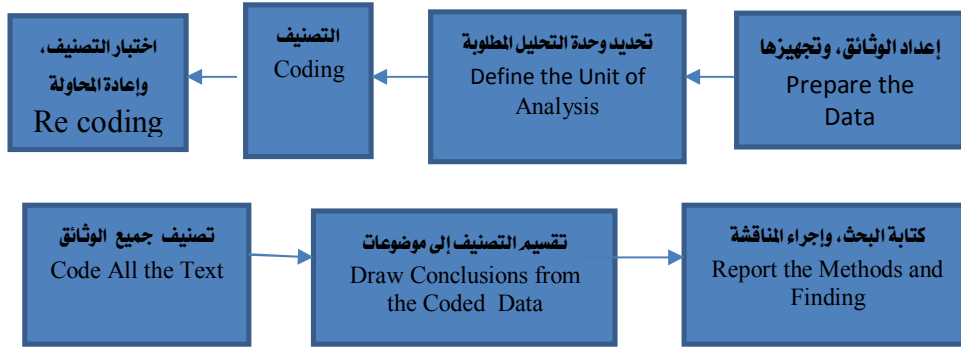 إعداد الوثائق، وتجهيزها
Prepare the
Data
تحديد وحدة التحليل المطلوبة
Define the Unit of
Analysis
التصنيف
Coding
اختبار التصنيف،
وإعادة المحاولة
Re coding
تصنيف جميع الوثائق
Code All the Text
تقسيم التصنيف إلى موضوعات
Draw Conclusions from
the Coded Data
كتابة البحث، وإجراء المناقشة
Report the Methods and
Finding